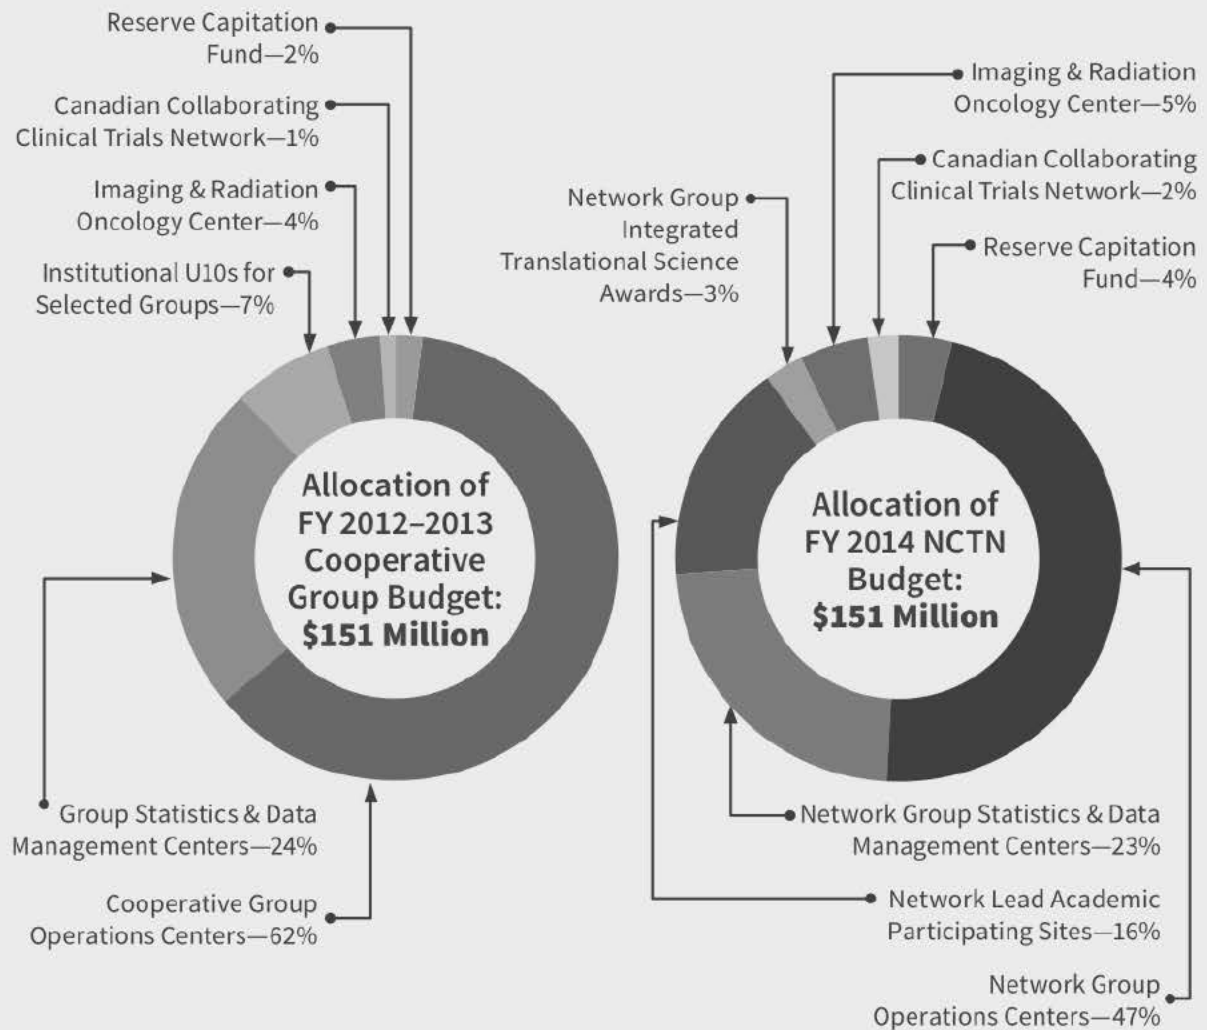 Reserve Capitation
Fund—2%
Canadian Collaborating
Clinical Trials Network—1%
Imaging & Radiation
Oncology Center—4%
Institutional U10s for
Selected Groups—7%
Allocation of
FY 2012–2013
Cooperative
Group Budget:
$151 Million
Group Statistics & Data
Management Centers—24%
Cooperative Group
Operations Centers—62%
Imaging & Radiation
Oncology Center—5%
Canadian Collaborating
Clinical Trials Network—2%
Network Group
Integrated
Translational Science
Awards—3%
Reserve Capitation
Fund—4%
Allocation of
FY 2014 NCTN
Budget:
$151 Million
Network Group Statistics & Data
Management Centers—23%
Network Lead Academic
Participating Sites—16%
Network Group
Operations Centers—47%